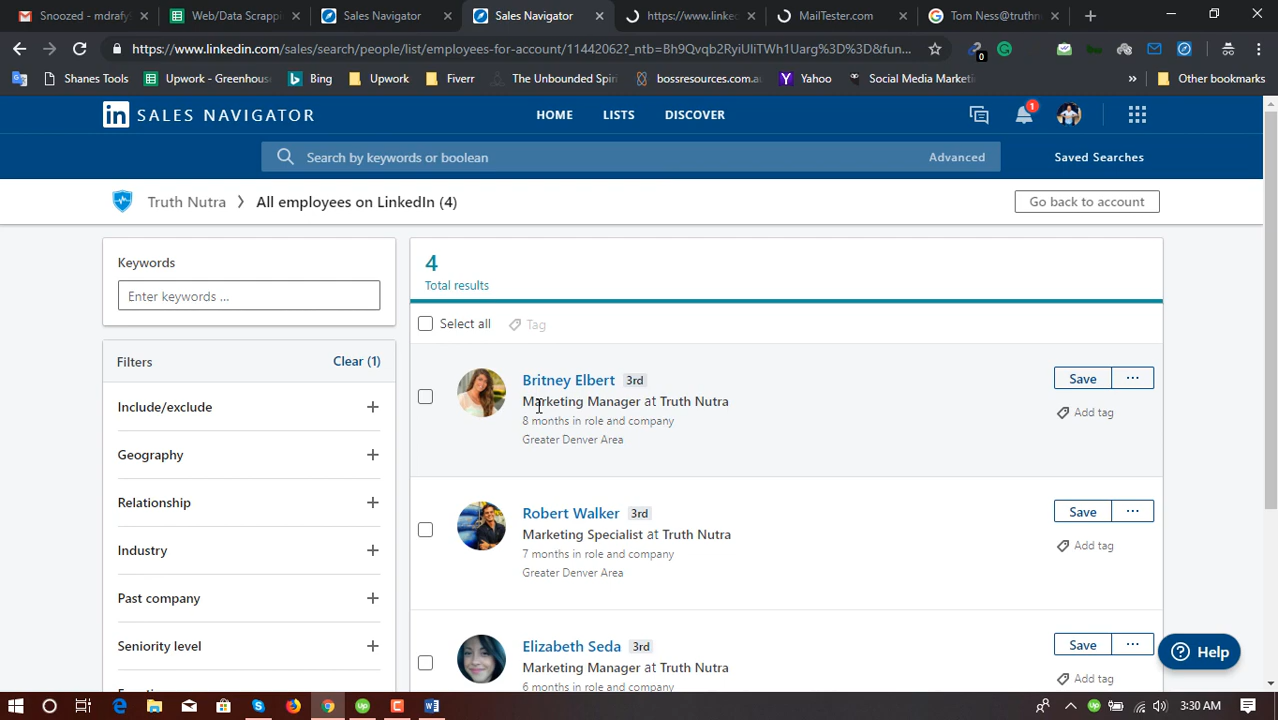 Snoozed - mdrafy
Web/Data Scrappi
Sales Navigator
Sales Navigator
https://www.linke
MailTester.com
Tom Ness@truthn
https://www.linkedin.com/sales/search/people/list/employees-for-account/11442062?_ntb=Bh9Qvqb2RyiUliTWh1Uarg%3D%3D&fun...
0
Shanes Tools
Upwork - Greenhous
Bing
Upwork
Fiverr
The Unbounded Spiri
bossresources.com.au
Yahoo
Social Media Marketi
»
Other bookmarks
in SALES NAVIGATOR
HOME
LISTS
DISCOVER
1
Search by keywords or boolean
Advanced
Saved Searches
Truth Nutra > All employees on LinkedIn (4)
Go back to account
Keywords
Enter keywords ...
Filters
Clear (1)
Include/exclude
Geography
Relationship
Industry
Past company
Seniority level
4
Total results
Select all
Tag
Britney Elbert 3rd
Marketing Manager at Truth Nutra
8 months in role and company
Greater Denver Area
Save
...
Add tag
Robert Walker 3rd
Marketing Specialist at Truth Nutra
7 months in role and company
Greater Denver Area
Save
...
Add tag
Elizabeth Seda 3rd
Marketing Manager at Truth Nutra
6 months in role and company
Save
...
Add tag
Help
3:30 AM